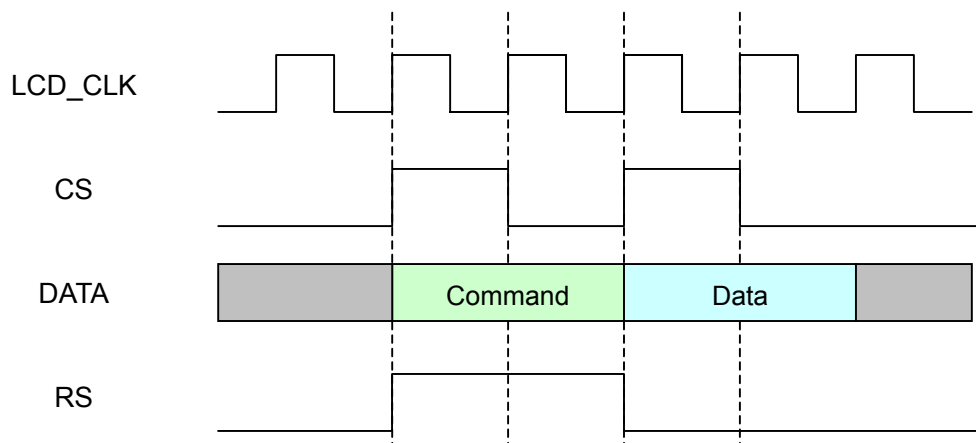 LCD_CLK
CS
DATA
Command
Data
RS